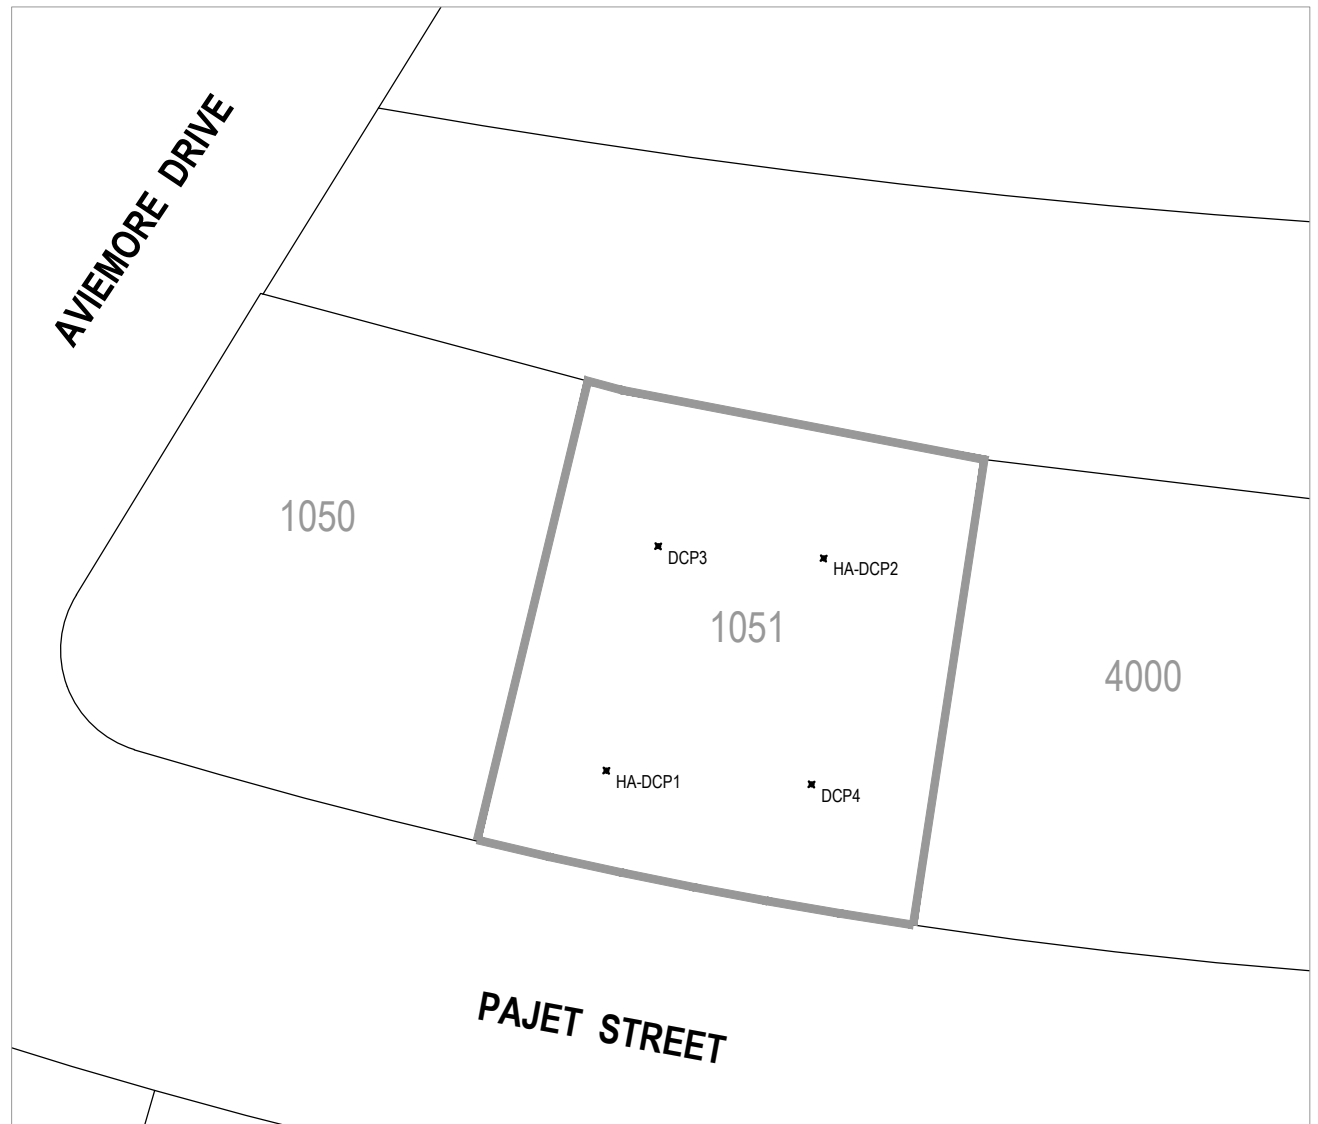 AVIEMORE DRIVE
1050
DCP3
HA-DCP2
1051
4000
HA-DCP1
DCP4
PAJET STREET